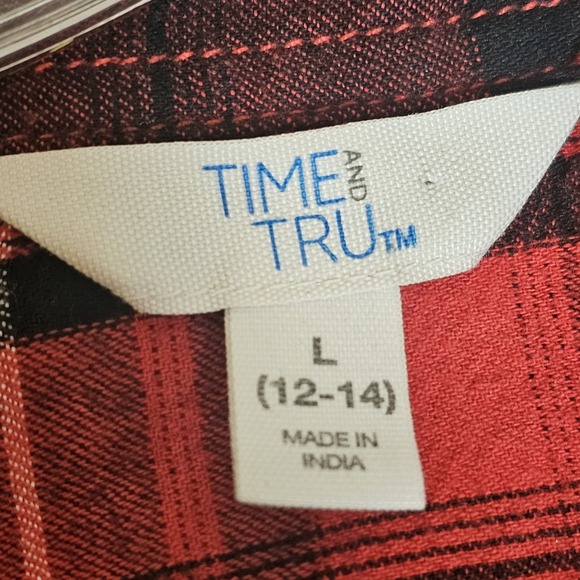 TIME AND
TRU™
L
(12-14)
MADE IN
INDIA